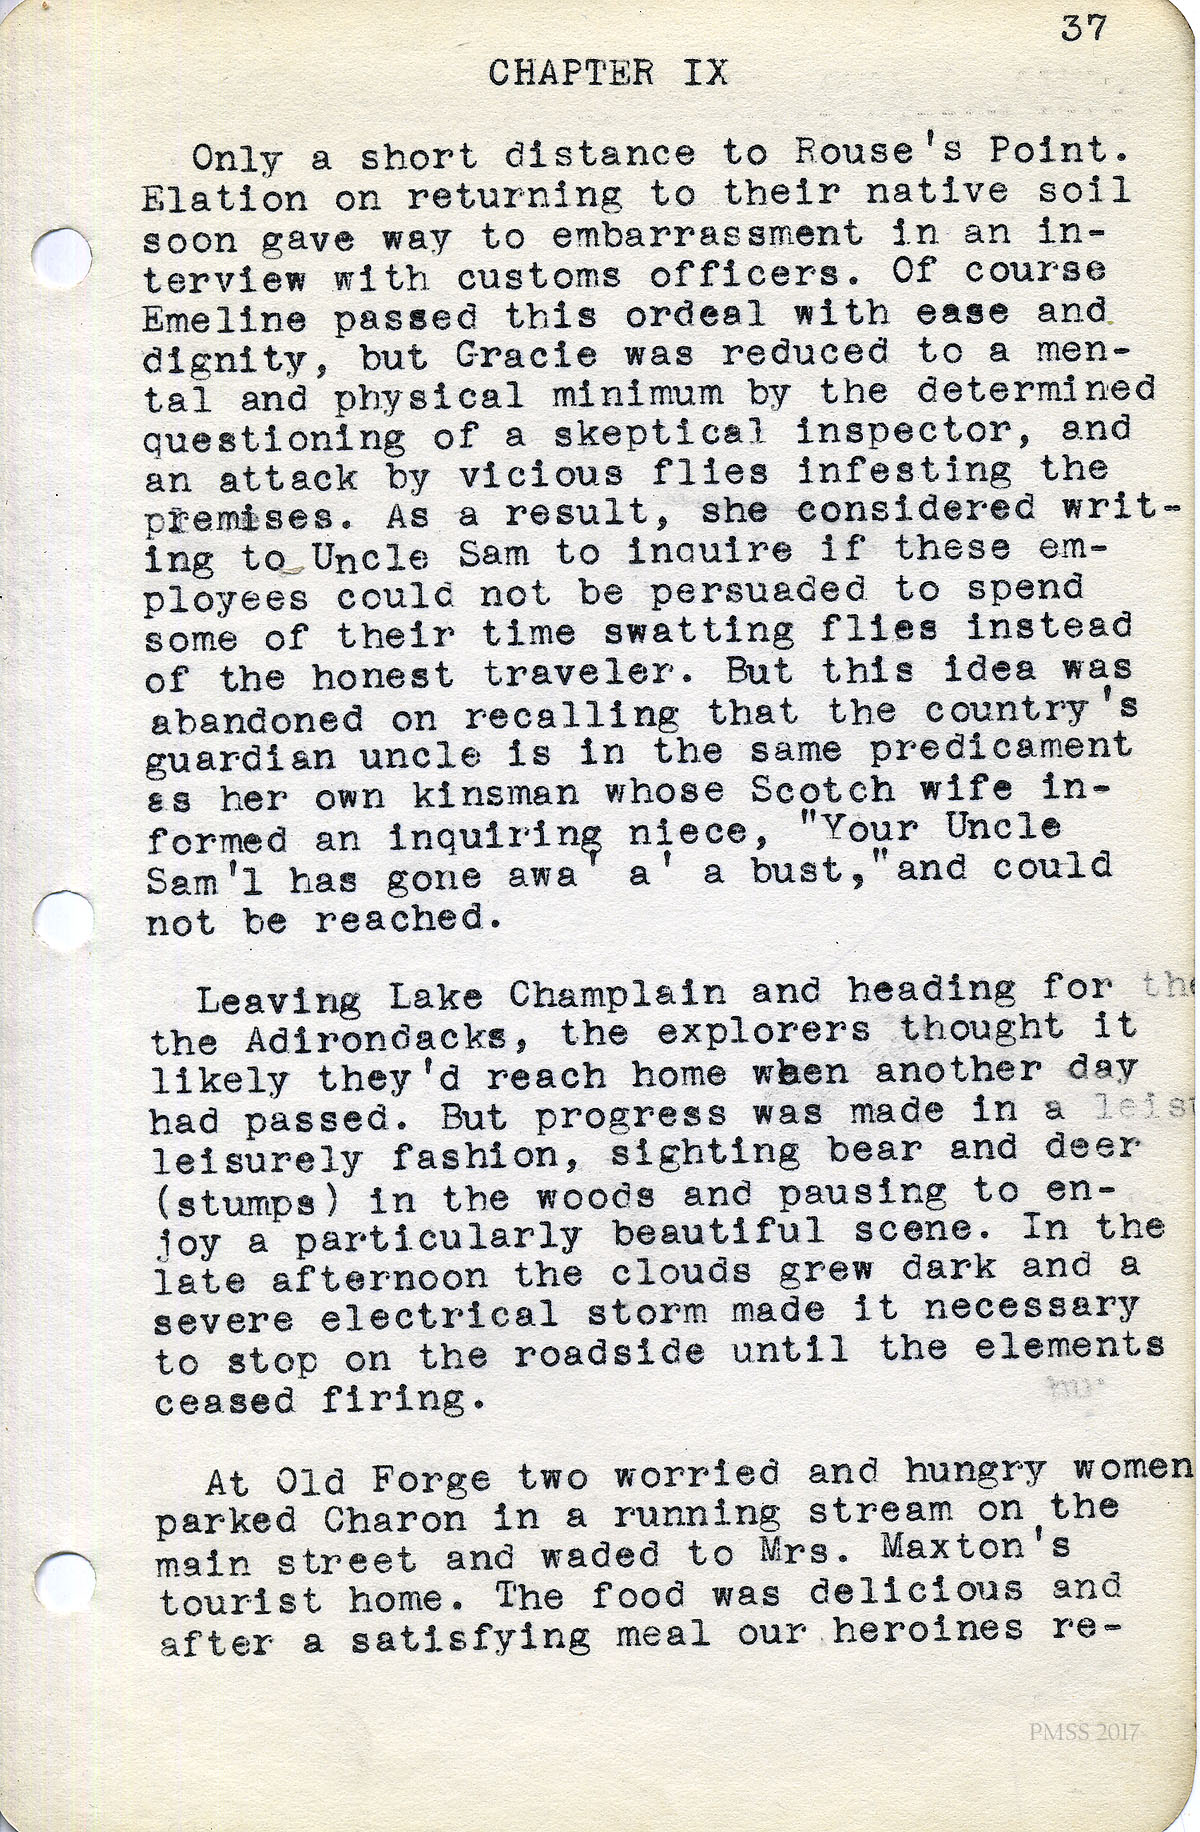 37
CHAPTER IX
Only a short distance to Rouse's Point.
Elation on returning to their native soil
soon gave way to embarrassment in an in-
terview with customs officers. Of course
Emeline passed this ordeal with ease and
dignity, but Gracie was reduced to a men-
tal and physical minimum by the determined
questioning of a skeptical inspector, and
an attack by vicious flies infesting the
premises. As a result, she considered writ-
ing to Uncle Sam to inquire if these em-
ployees could not be persuaded to spend
some of their time swatting flies instead
of the honest traveler. But this idea was
abandoned on recalling that the country's
guardian uncle is in the same predicament
as her own kinsman whose Scotch wife in-
formed an inquiring niece, "Your Uncle
Sam'l has gone awa' a' a bust,"and could
not be reached.
Leaving Lake Champlain and heading for the
the Adirondacks, the explorers thought it
likely they'd reach home when another day
had passed. But progress was made in a leisu
leisurely fashion, sighting bear and deer
(stumps) in the woods and pausing to en-
joy a particularly beautiful scene. In the
late afternoon the clouds grew dark and a
severe electrical storm made it necessary
to stop on the roadside until the elements
ceased firing.
At Old Forge two worried and hungry women
parked Charon in a running stream on the
main street and waded to Mrs. Maxton's
tourist home. The food was delicious and
after a satisfying meal our heroines re-
PMSS 2017